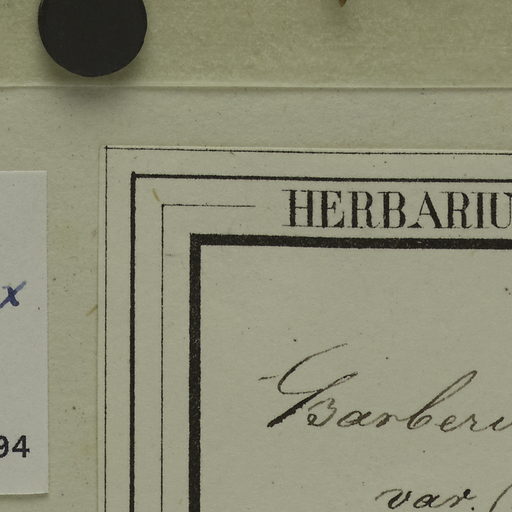 HERBARIU
x
Barberi
94
var. (